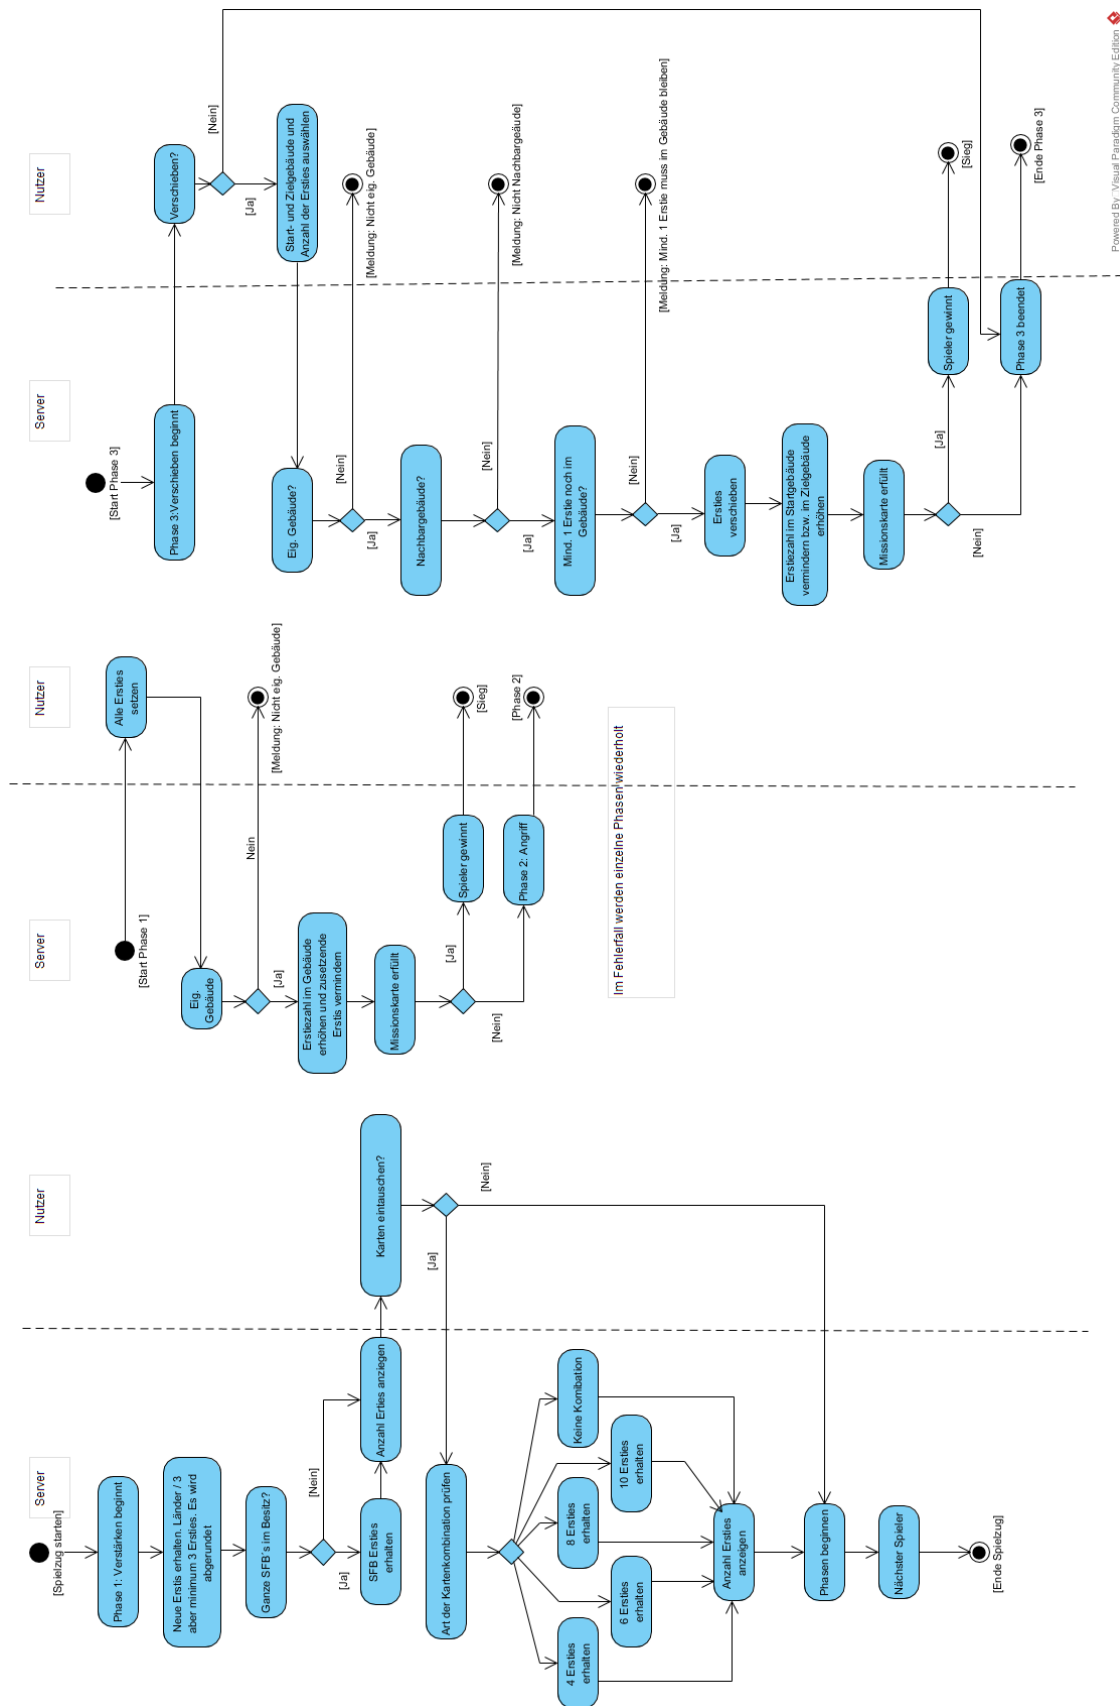 Server
Nutzer
[Spielzug starten]
Phase 1: Verstärken beginnt
Neue Erstis erhalten. Länder / 3
aber minimum 3 Ersties. Es wird
abgerundet
Ganze SFB's im Besitz?
[Nein]
[Ja]
SFB Ersties
erhalten
Anzahl Erties anziegen
Karten eintauschen?
[Ja]
[Nein]
Art der Kartenkombination prüfen
4 Ersties
erhalten
6 Ersties
erhalten
8 Ersties
erhalten
10 Ersties
erhalten
Keine Komibation
Anzahl Ersties
anzeigen
Phasen beginnen
Nächster Spieler
[Ende Spielzug]
Server
Nutzer
[Start Phase 1]
Alle Ersties
setzen
Eig.
Gebäude
Nein
[Meldung: Nicht eig. Gebäude]
[Ja]
Erstiezahl im Gebäude
erhöhen und zusetzende
Erstis vermindern
Missionskarte erfüllt
[Ja]
[Nein]
Spieler gewinnt
[Sieg]
Phase 2: Angriff
[Phase 2]
Im Fehlerfall werden einzelne Phasen wiederholt
Server
Nutzer
[Start Phase 3]
Phase 3:Verschieben beginnt
Verschieben?
[Nein]
[Ja]
Start- und Zielgebäude und
Anzahl der Ersties auswählen
Eig. Gebäude?
[Nein]
[Meldung: Nicht eig. Gebäude]
[Ja]
Nachbargebäude?
[Nein]
[Meldung: Nicht Nachbargeäude]
[Ja]
Mind. 1 Erstie noch im
Gebäude?
[Nein]
[Meldung: Mind. 1 Erstie muss im Gebäude bleiben]
[Ja]
Ersties
verschieben
Erstiezahl im Startgebäude
vermindern bzw. im Zielgebäude
erhöhen
Missionskarte erfüllt
[Ja]
[Nein]
Spieler gewinnt
[Sieg]
Phase 3 beendet
[Ende Phase 3]
Powered By Visual Paradigm Community Edition